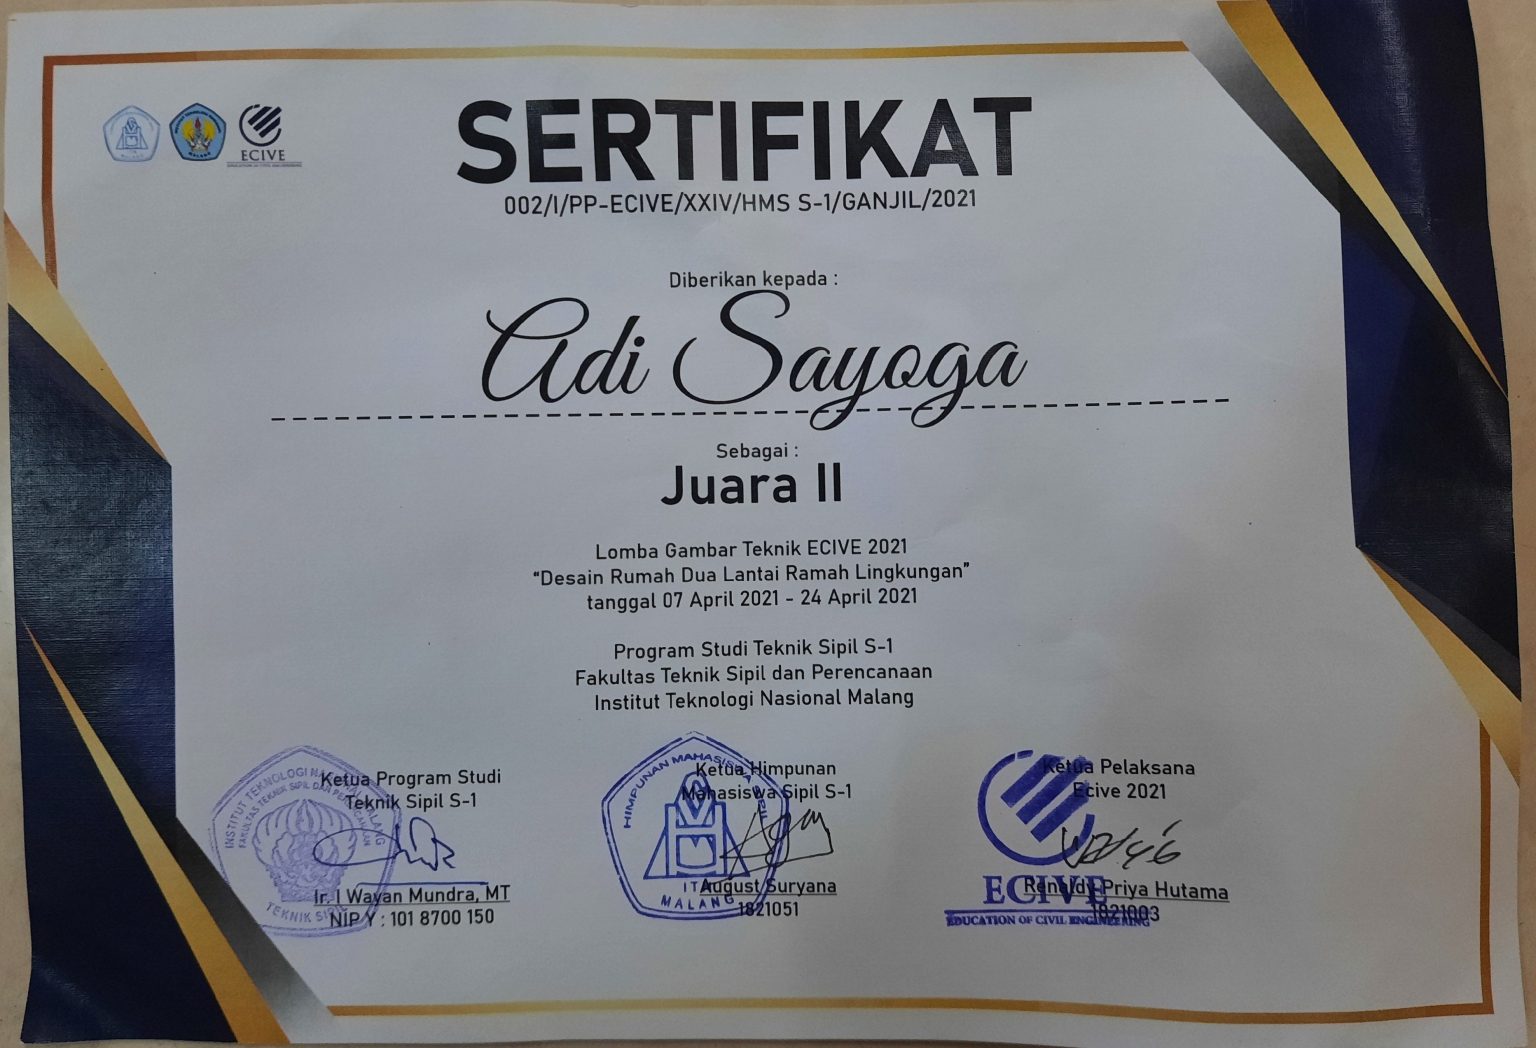 ECIVE
SERTIFIKAT
002/I/PP-ECIVE/XXIV/HMS S-1/GANJIL/2021
Diberikan kepada :
Adi Sayoga
Sebagai :
Juara II
Lomba Gambar Teknik ECIVE 2021
“Desain Rumah Dua Lantai Ramah Lingkungan”
tanggal 07 April 2021 - 24 April 2021
Program Studi Teknik Sipil S-1
Fakultas Teknik Sipil dan Perencanaan
Institut Teknologi Nasional Malang
Ketua Program Studi
Teknik Sipil S-1
Ir. I Wayan Mundra, MT
NIP Y : 101 8700 150
INSTITUT TEKNOLOGI NASIONAL MALANG
FAKULTAS TEKNIK SIPIL DAN PERENCANAAN
TEKNIK SIPIL
Ketua Himpunan
Mahasiswa Sipil S-1
August Suryana
1821051
HIMPUNAN MAHASISWA SIPIL
ITN
MALANG
Ketua Pelaksana
Ecive 2021
Renaldy Priya Hutama
1821003
ECIVE
EDUCATION OF CIVIL ENGINEERING